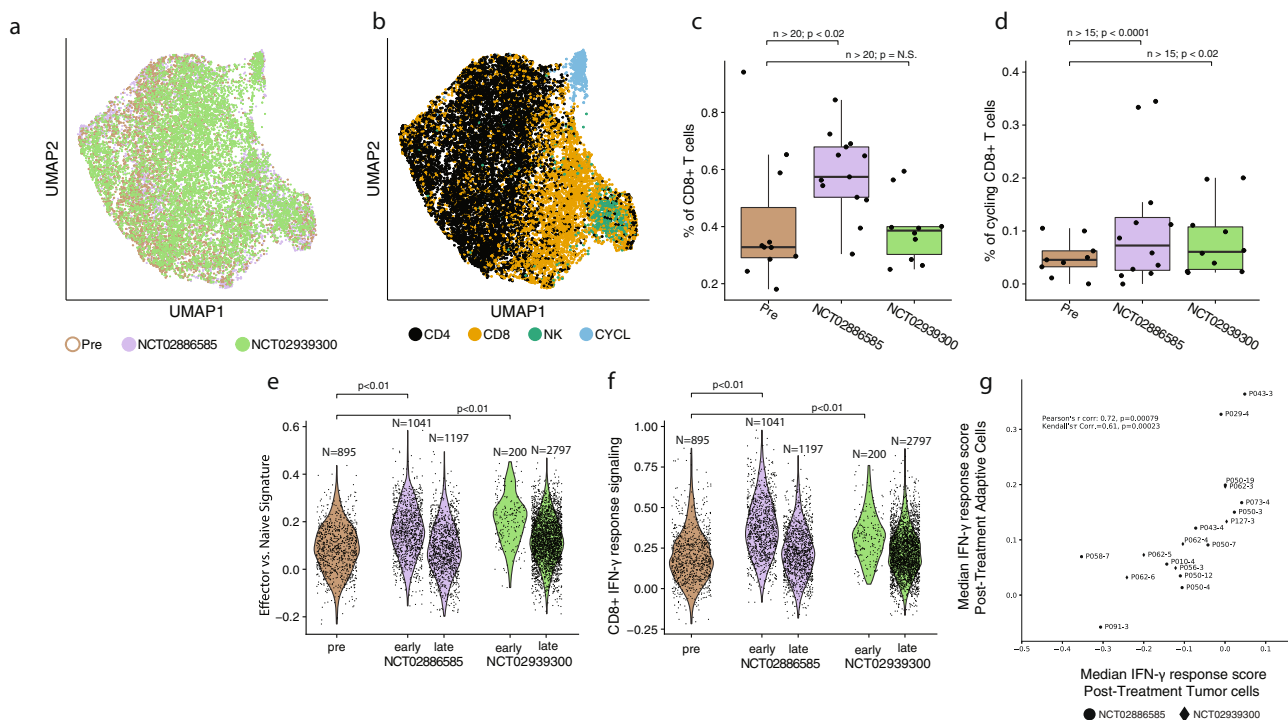 a
UMAP2
UMAP1
Pre NCT02886585 NCT02939300
b
UMAP2
UMAP1
CD4 CD8 NK CYCL
c
n > 20; p < 0.02
n > 20; p = N.S.
% of CD8+ T cells
0.8
0.6
0.4
0.2
Pre
NCT02886585
NCT02939300
d
n > 15; p < 0.0001
n > 15; p < 0.02
% of cycling CD8+ T cells
0.4
0.3
0.2
0.1
0.0
Pre
NCT02886585
NCT02939300
e
p<0.01
p<0.01
Effector vs. Naive Signature
0.6
0.4
0.2
0.0
-0.2
N=895
N=1041
N=1197
N=200
N=2797
pre
early late early late
NCT02886585 NCT02939300
f
p<0.01
p<0.01
CD8+ IFN-γ response signaling
1.00
0.75
0.50
0.25
0.00
−0.25
N=895
N=1041
N=1197
N=200
N=2797
pre
early late early late
NCT02886585 NCT02939300
g
Median IFN-γ response score
Post-Treatment Adaptive Cells
Pearson's r corr: 0.72, p=0.00079
Kendall'sτ Corr.=0.61, p=0.00023
0.3
0.2
0.1
0.0
P043-3
P029-4
P050-19
P062-3
P073-4
P050-3
P127-3
P043-4
P062-4
P050-7
P058-7
P062-5
P010-4
P056-3
P062-6
P050-12
P050-4
P091-3
−0.5 −0.4 −0.3 −0.2 −0.1 0.0 0.1
Median IFN-γ response score
Post-Treatment Tumor cells
NCT02886585 NCT02939300